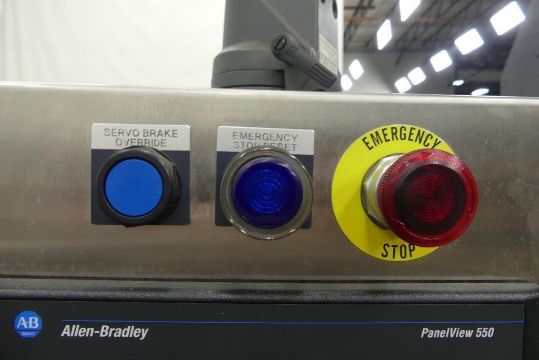 SERVO BRAKE
OVERRIDE
EMERGENCY
STOP RESET
EMERGENCY
STOP
AB
Allen-Bradley
PanelView 550